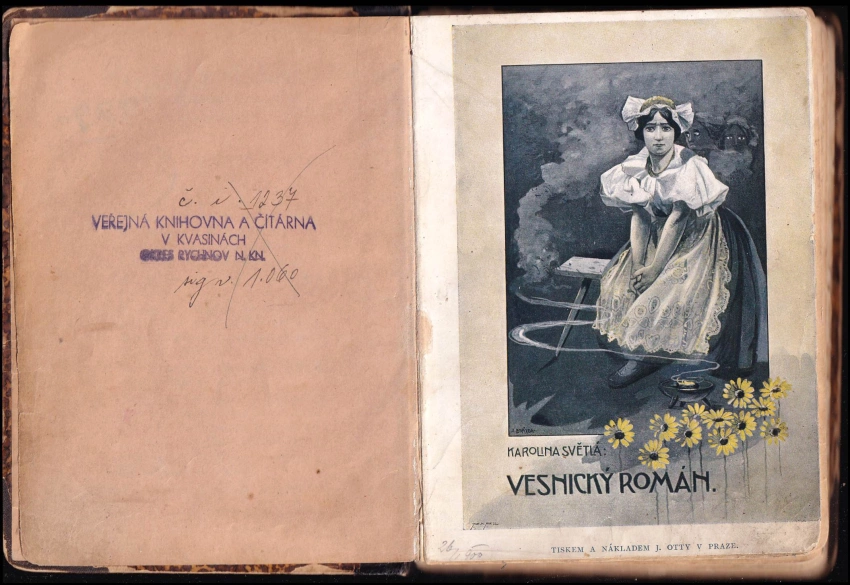 č. i. 1237
VEŘEJNÁ KNIHOVNA A ČÍTÁRNA
V KVASINÁCH
OKRES RYCHNOV N. KN.
sig. n. 1.060
KAROLINA SVĚTLÁ:
VESNICKÝ ROMÁN.
TISKEM A NÁKLADEM J. OTTY V PRAZE.